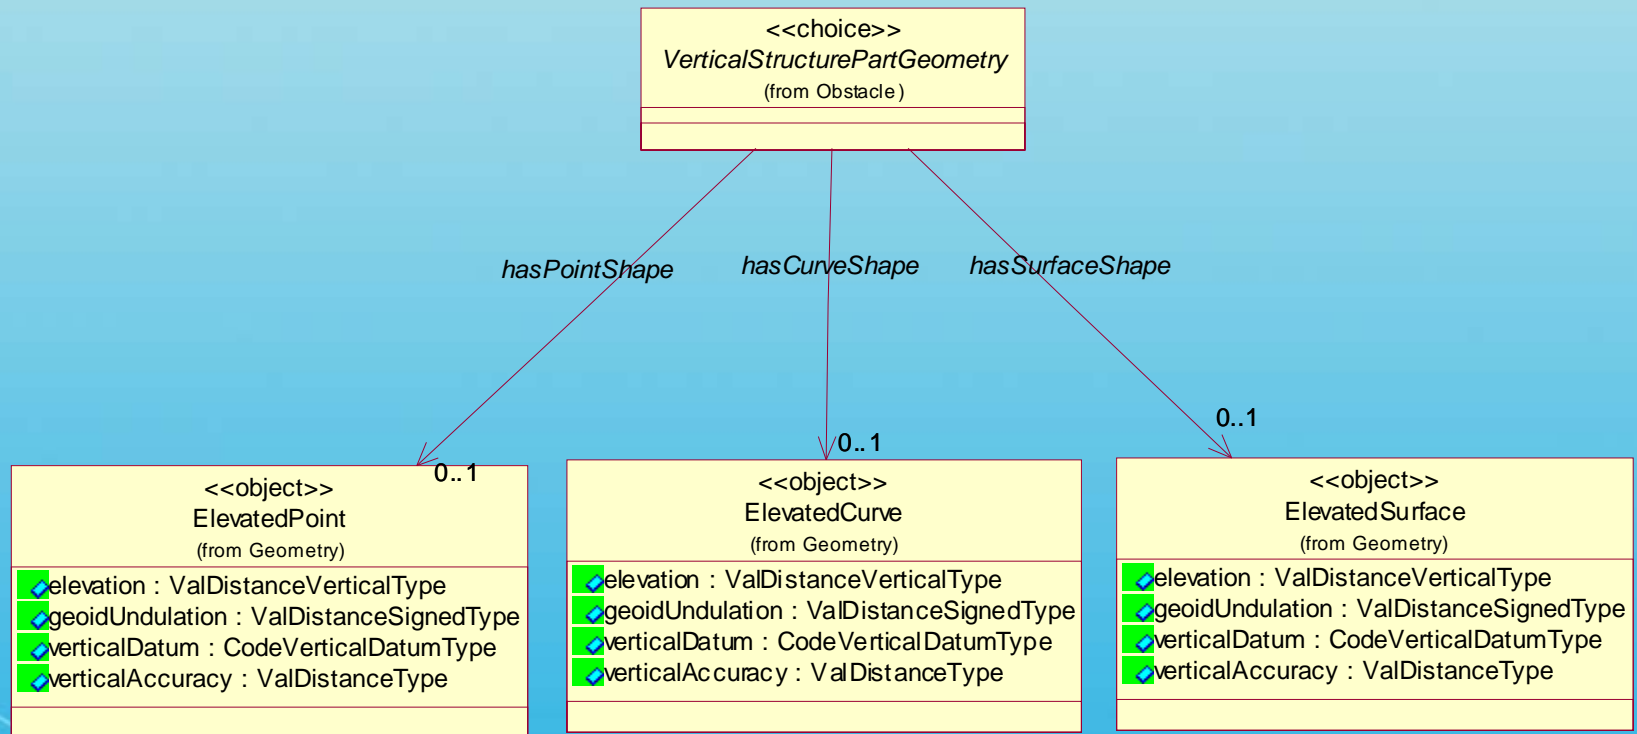 <<choice>>
VerticalStructurePartGeometry
(from Obstacle)
hasPointShape
hasCurveShape
hasSurfaceShape
0..1
0..1
0..1
<<object>>
ElevatedPoint
(from Geometry)
elevation : ValDistanceVerticalType
geoidUndulation : ValDistanceSignedType
verticalDatum : CodeVerticalDatumType
verticalAccuracy : ValDistanceType
<<object>>
ElevatedCurve
(from Geometry)
elevation : ValDistanceVerticalType
geoidUndulation : ValDistanceSignedType
verticalDatum : CodeVerticalDatumType
verticalAccuracy : ValDistanceType
<<object>>
ElevatedSurface
(from Geometry)
elevation : ValDistanceVerticalType
geoidUndulation : ValDistanceSignedType
verticalDatum : CodeVerticalDatumType
verticalAccuracy : ValDistanceType